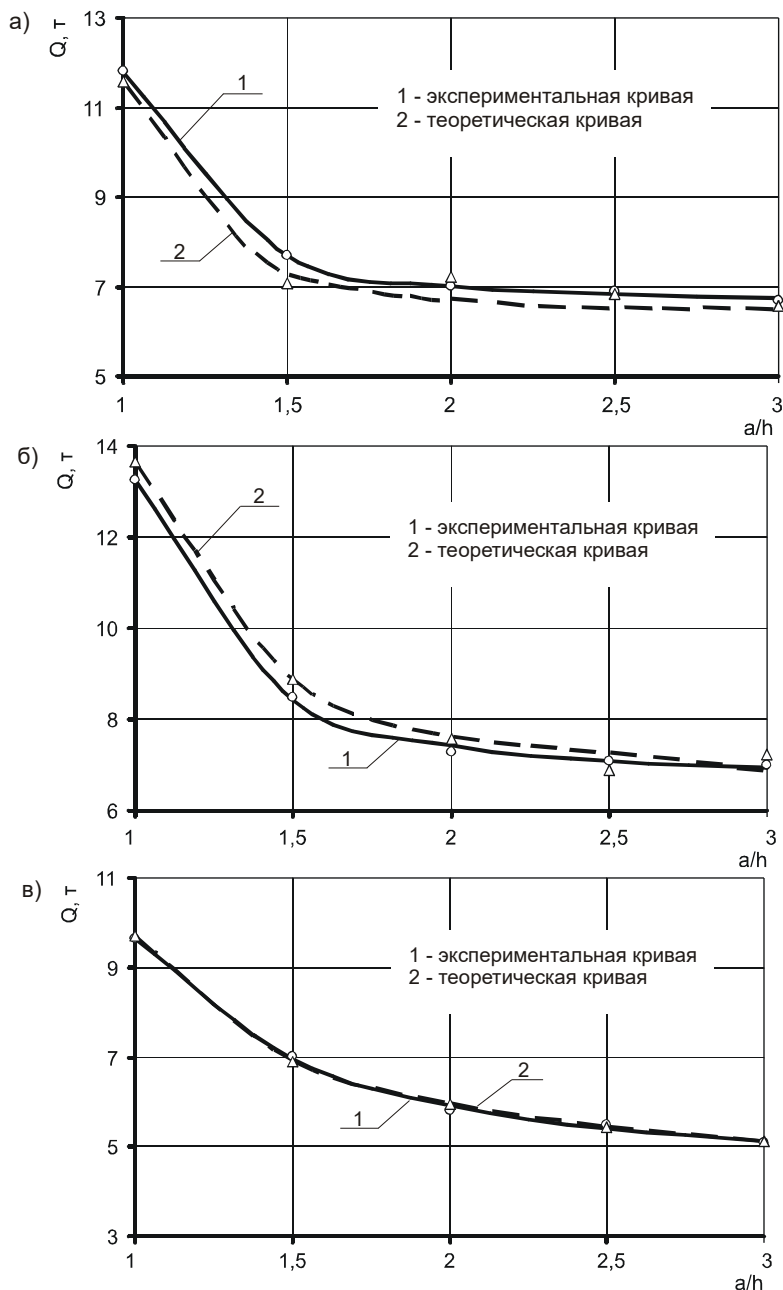 а)
Q, т
13
11
9
7
5
1
2
1 - экспериментальная кривая
2 - теоретическая кривая
1 1,5 2 2,5 3
a/h
б)
Q, т
14
12
10
8
6
2
1
1 - экспериментальная кривая
2 - теоретическая кривая
1 1,5 2 2,5 3
a/h
в)
Q, т
11
9
7
5
3
1 - экспериментальная кривая
2 - теоретическая кривая
2
1
1 1,5 2 2,5 3
a/h